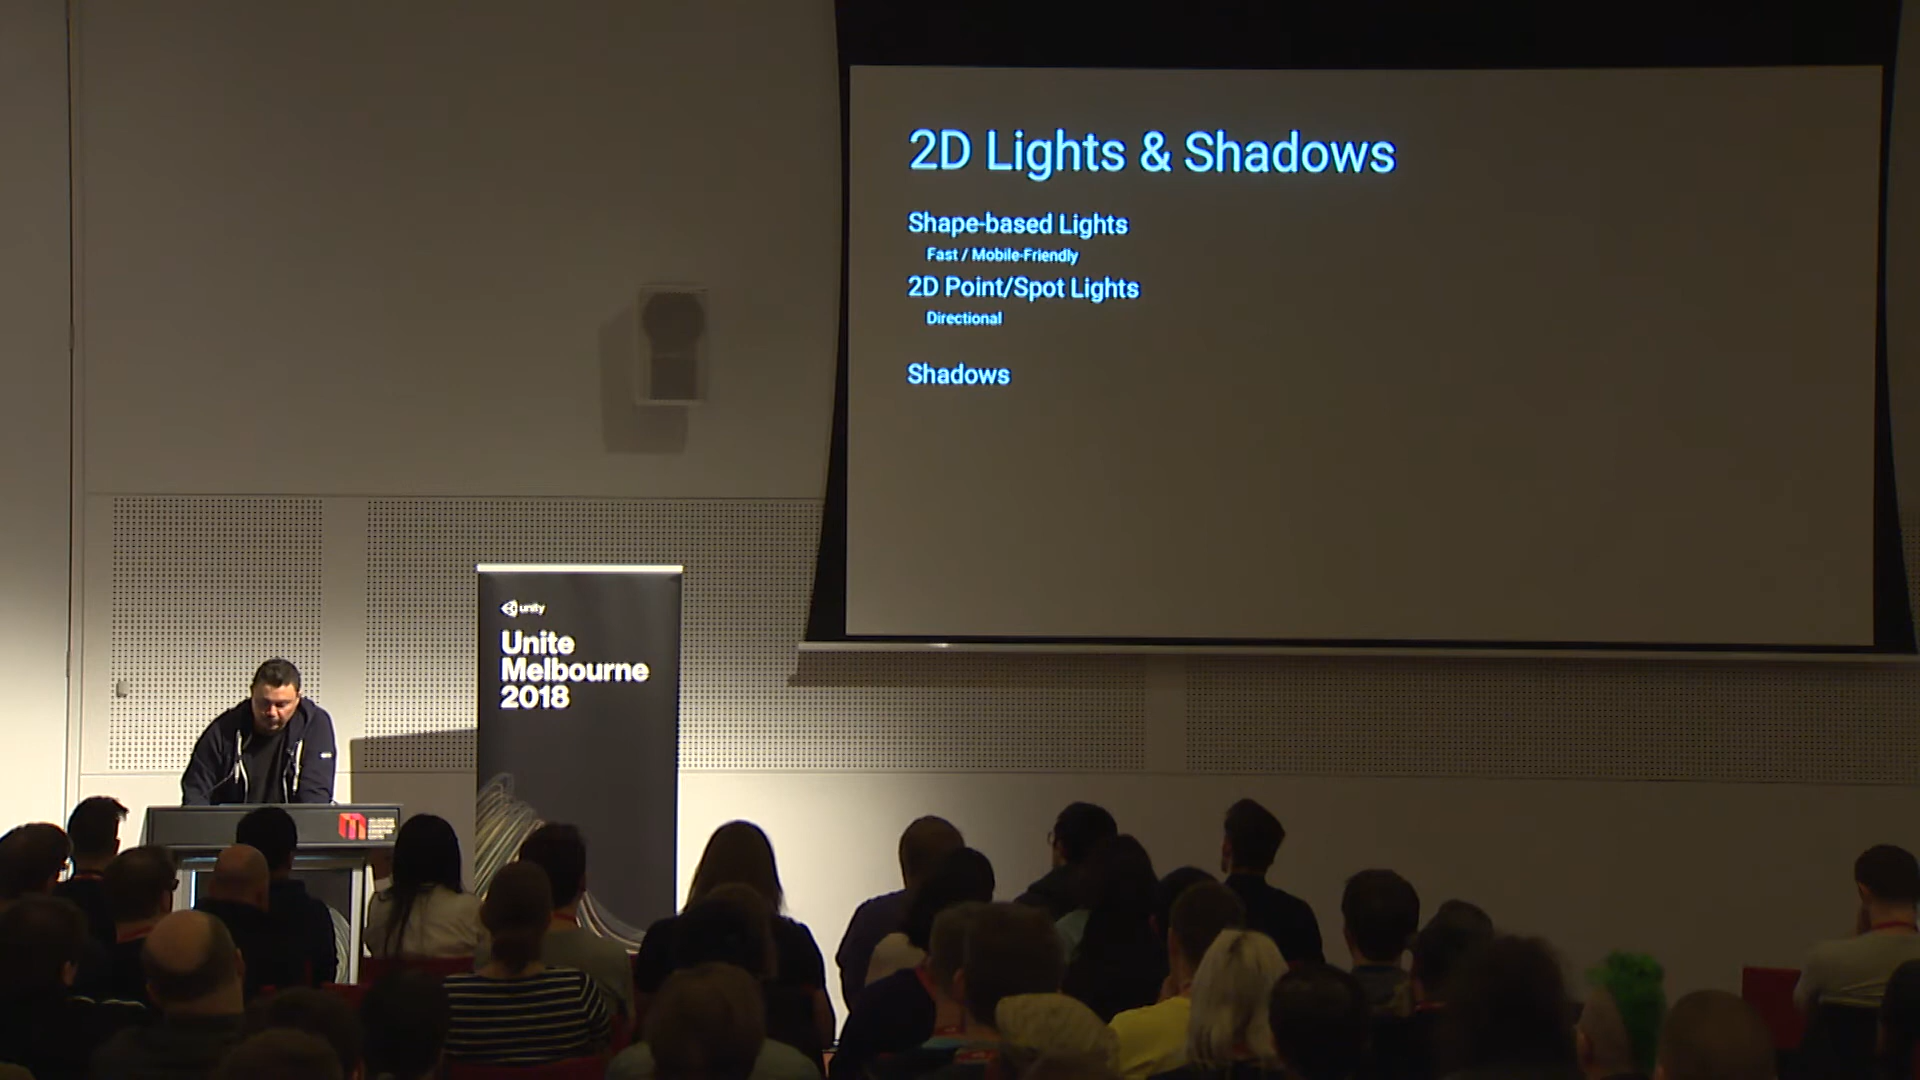 2D Lights & Shadows
Shape-based Lights
Fast / Mobile-Friendly
2D Point/Spot Lights
Directional
Shadows
unity
Unite
Melbourne
2018